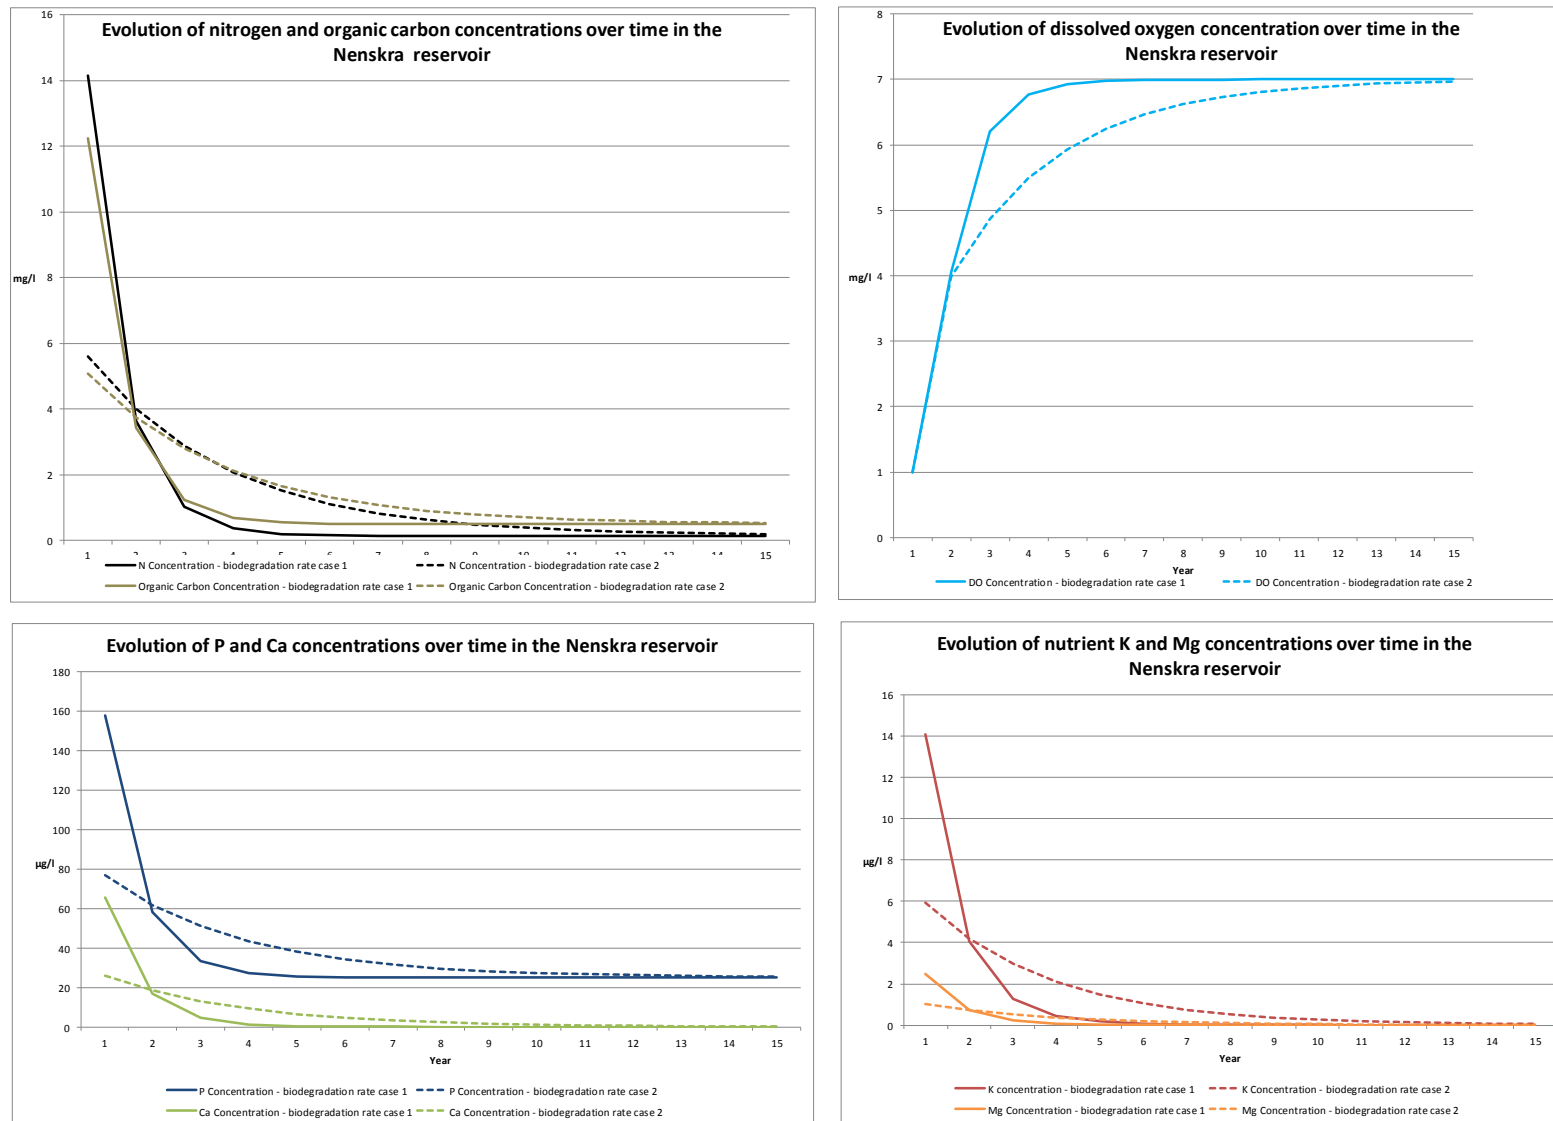 Evolution of nitrogen and organic carbon concentrations over time in the
Nenskra reservoir
16
14
12
10
8
mg/l
6
4
2
0
1 2 3 4 5 6 7 8 9 10 11 12 13 14 15
N Concentration - biodegradation rate case 1
N Concentration - biodegradation rate case 2
Organic Carbon Concentration - biodegradation rate case 1
Organic Carbon Concentration - biodegradation rate case 2
Evolution of dissolved oxygen concentration over time in the
Nenskra reservoir
8
7
6
5
4
mg/l
3
2
1
0
1 2 3 4 5 6 7 8 9 10 11 12 13 14 15
Year
DO Concentration - biodegradation rate case 1
DO Concentration - biodegradation rate case 2
Evolution of P and Ca concentrations over time in the Nenskra reservoir
180
160
140
120
100
80
µg/l
60
40
20
0
1 2 3 4 5 6 7 8 9 10 11 12 13 14 15
Year
P Concentration - biodegradation rate case 1
P Concentration - biodegradation rate case 2
Ca Concentration - biodegradation rate case 1
Ca Concentration - biodegradation rate case 2
Evolution of nutrient K and Mg concentrations over time in the
Nenskra reservoir
16
14
12
10
8
µg/l
6
4
2
0
1 2 3 4 5 6 7 8 9 10 11 12 13 14 15
Year
K concentration - biodegradation rate case 1
K Concentration - biodegradation rate case 2
Mg Concentration - biodegradation rate case 1
Mg Concentration - biodegradation rate case 2